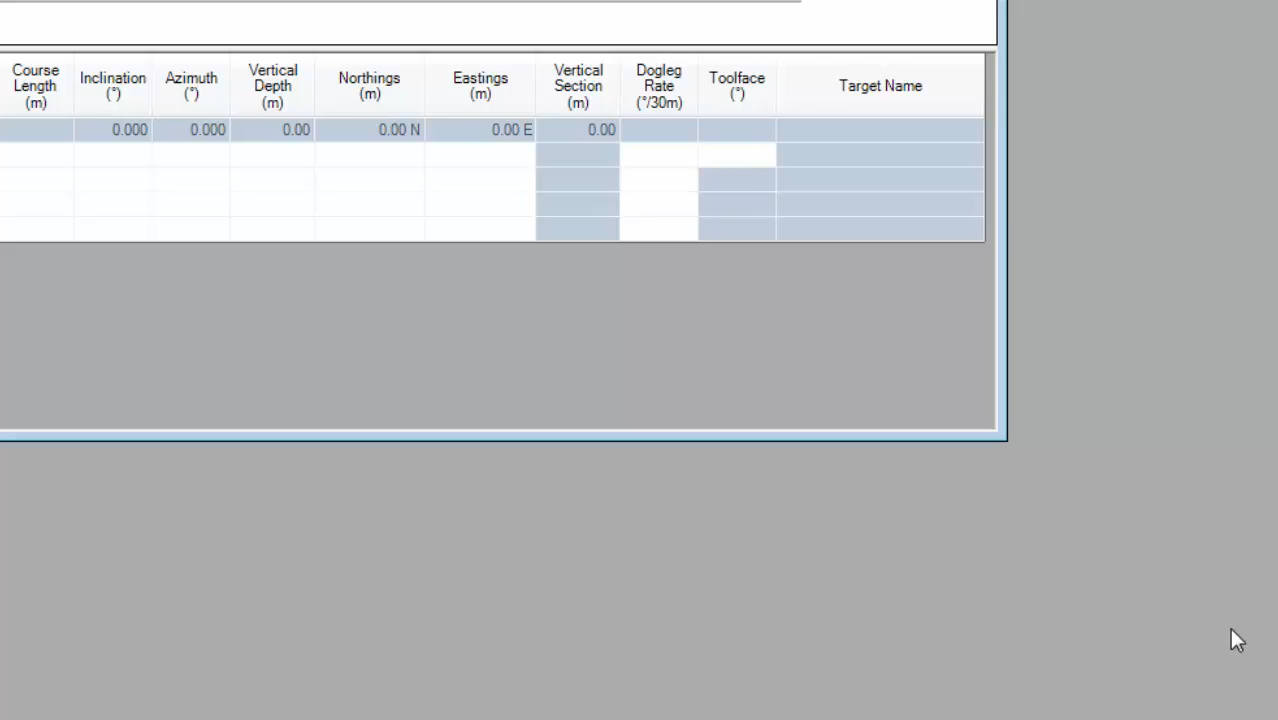 Course Length (m) Inclination (°) Azimuth (°) Vertical Depth (m) Northings (m) Eastings (m) Vertical Section (m) Dogleg Rate (°/30m) Toolface (°) Target Name
0.000 0.000 0.00 0.00 N 0.00 E 0.00